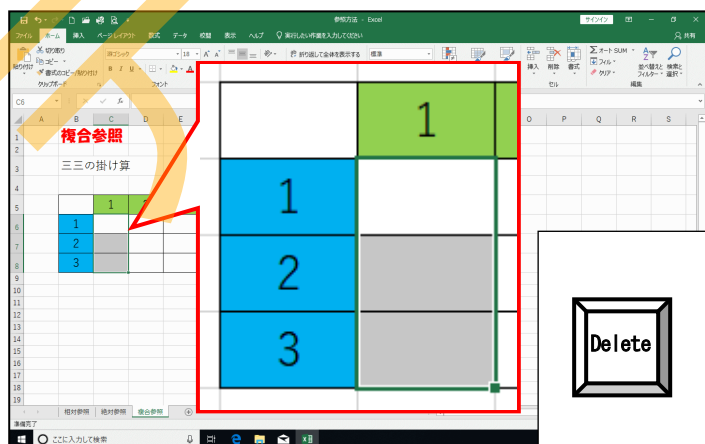 参照方法 - Excel
サインイン
ファイル ホーム 挿入 ページレイアウト 数式 データ 校閲 表示 ヘルプ 実行したい作業を入力してください 共有
貼り付け 切り取り コピー 書式のコピー/貼り付け
クリップボード
18
B I U
フォント
折り返して全体を表示する 標準
挿入 削除 書式
セル
オート SUM フィル クリア
並べ替えと フィルター 検索と 選択
編集
C6
A B C D E O P Q R S
1 複合参照
2
3 三三の掛け算
4
5 1
6 1
7 2
8 3
9
10
11
12
13
14
15
16
17
18
19
1
1
2
3
Delete
相対参照 絶対参照 複合参照
準備完了
ここに入力して検索